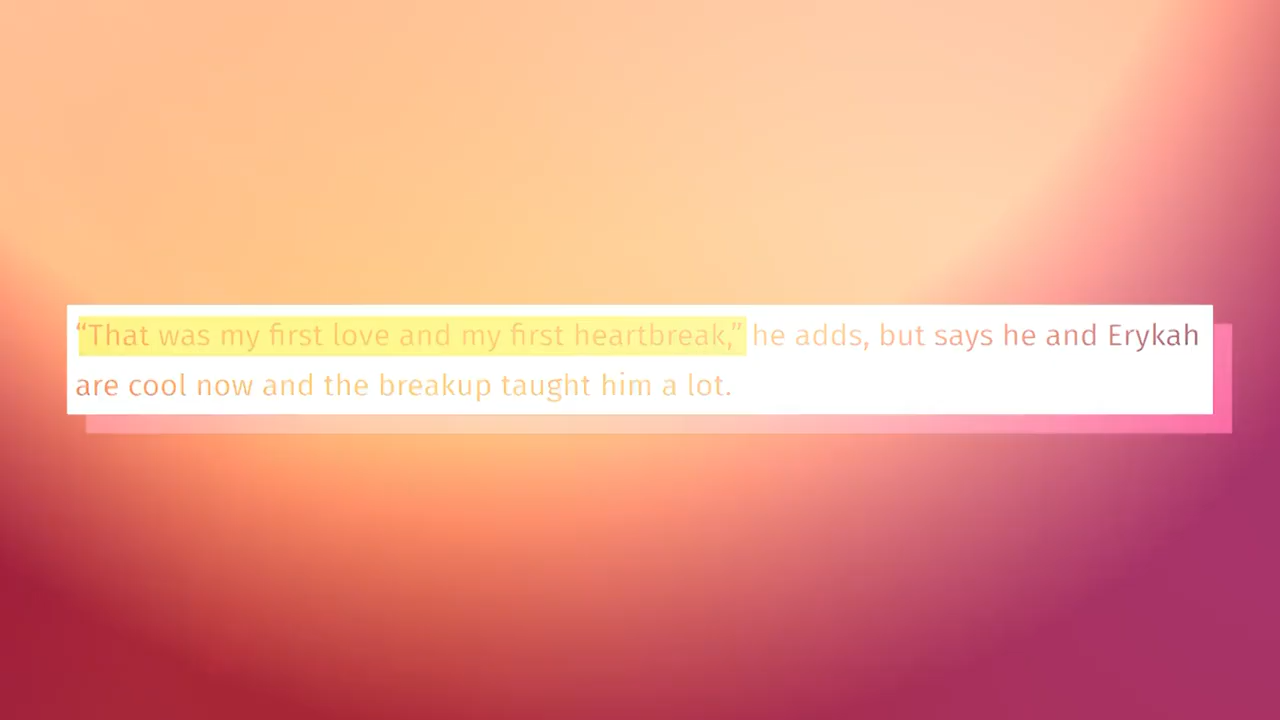 “That was my first love and my first heartbreak,” he adds, but says he and Erykah
are cool now and the breakup taught him a lot.